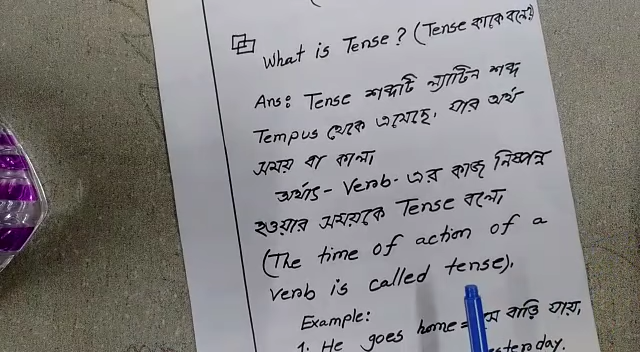 What is Tense? (Tense কাকে বলে?)
Ans: Tense শব্দটি ল্যাটিন শব্দ
Tempus থেকে এসেছে, যার অর্থ
সময় বা কাল।
অর্থাৎ - Verb-এর কাজ নিষ্পন্ন
হওয়ার সময়কে Tense বলে।
(The time of action of a
verb is called tense).
Example:
1. He goes home = বাড়ি যায়,